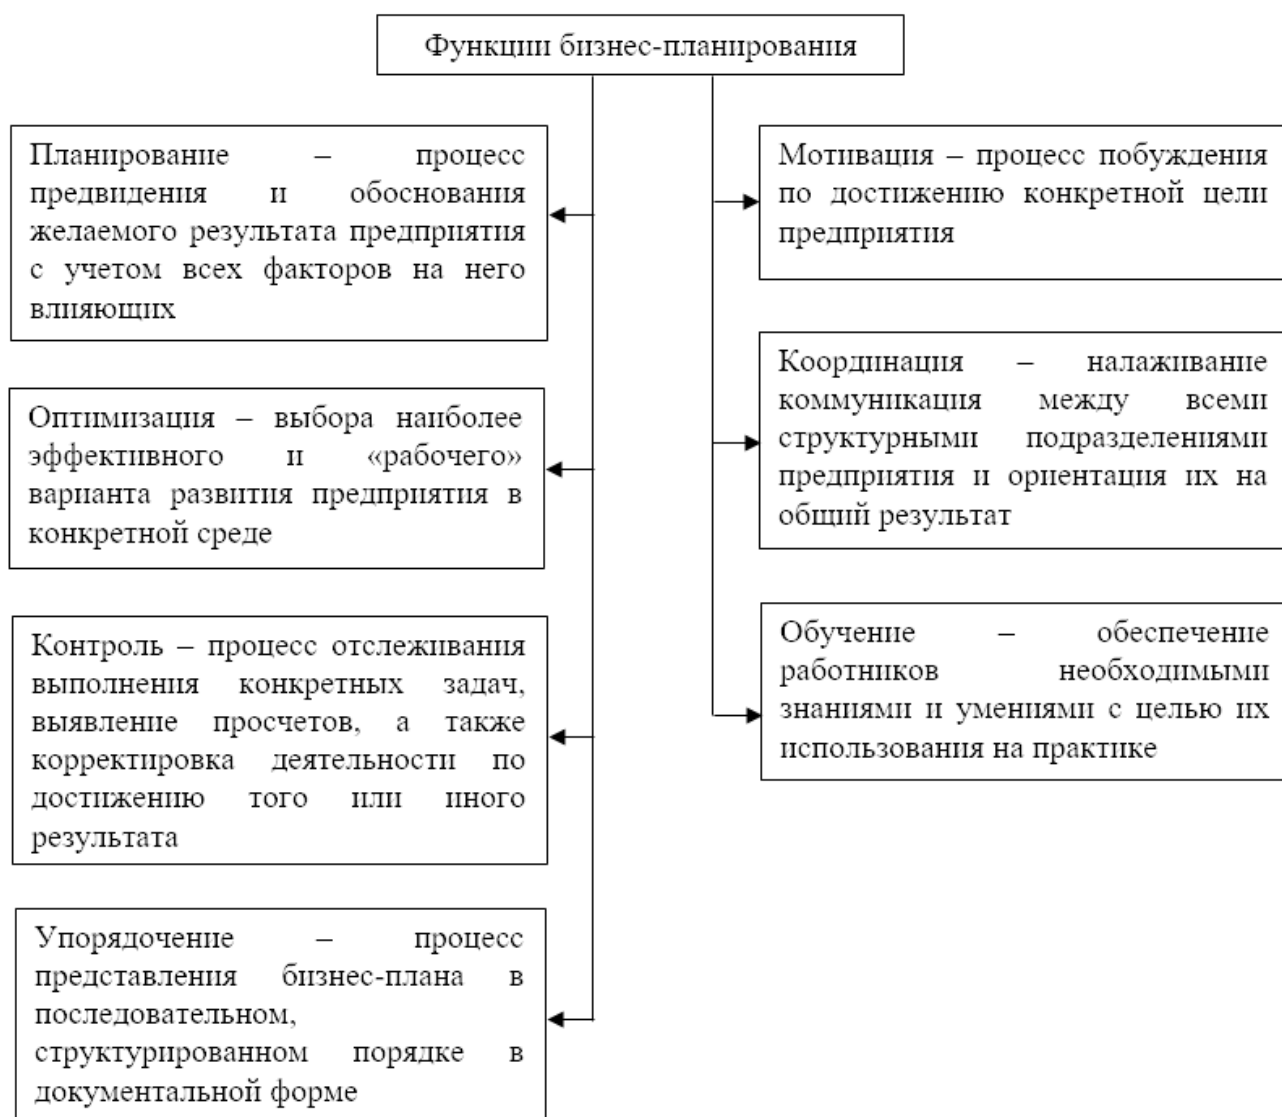 Функции бизнес-планирования
Планирование – процесс
предвидения и обоснования
желаемого результата предприятия
с учетом всех факторов на него
влияющих
Оптимизация – выбора наиболее
эффективного и «рабочего»
варианта развития предприятия в
конкретной среде
Контроль – процесс отслеживания
выполнения конкретных задач,
выявление просчетов, а также
корректировка деятельности по
достижению того или иного
результата
Упорядочение – процесс
представления бизнес-плана в
последовательном,
структурированном порядке в
документальной форме
Мотивация – процесс побуждения
по достижению конкретной цели
предприятия
Координация – налаживание
коммуникация между всеми
структурными подразделениями
предприятия и ориентация их на
общий результат
Обучение – обеспечение
работников необходимыми
знаниями и умениями с целью их
использования на практике